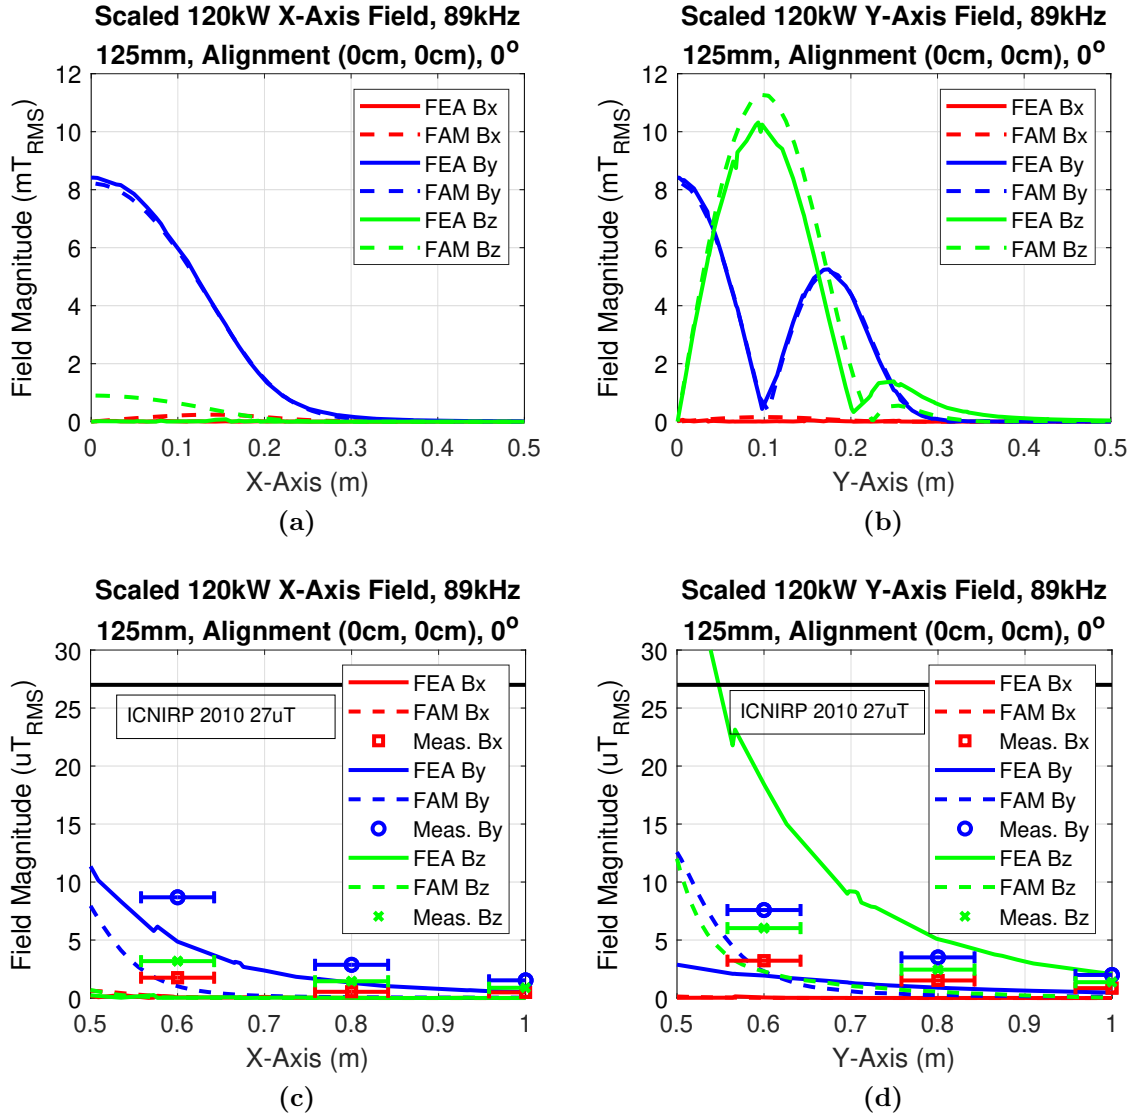 Scaled 120kW X-Axis Field, 89kHz
125mm, Alignment (0cm, 0cm), 0°
12
10
8
6
4
2
0
Field Magnitude (mT_RMS)
FEA Bx
FAM Bx
FEA By
FAM By
FEA Bz
FAM Bz
0 0.1 0.2 0.3 0.4 0.5
X-Axis (m)
(a)
Scaled 120kW Y-Axis Field, 89kHz
125mm, Alignment (0cm, 0cm), 0°
12
10
8
6
4
2
0
Field Magnitude (mT_RMS)
FEA Bx
FAM Bx
FEA By
FAM By
FEA Bz
FAM Bz
0 0.1 0.2 0.3 0.4 0.5
Y-Axis (m)
(b)
Scaled 120kW X-Axis Field, 89kHz
125mm, Alignment (0cm, 0cm), 0°
30
25
20
15
10
5
0
Field Magnitude (uT_RMS)
ICNIRP 2010 27uT
FEA Bx
FAM Bx
Meas. Bx
FEA By
FAM By
Meas. By
FEA Bz
FAM Bz
Meas. Bz
0.5 0.6 0.7 0.8 0.9 1
X-Axis (m)
(c)
Scaled 120kW Y-Axis Field, 89kHz
125mm, Alignment (0cm, 0cm), 0°
30
25
20
15
10
5
0
Field Magnitude (uT_RMS)
ICNIRP 2010 27uT
FEA Bx
FAM Bx
Meas. Bx
FEA By
FAM By
Meas. By
FEA Bz
FAM Bz
Meas. Bz
0.5 0.6 0.7 0.8 0.9 1
Y-Axis (m)
(d)